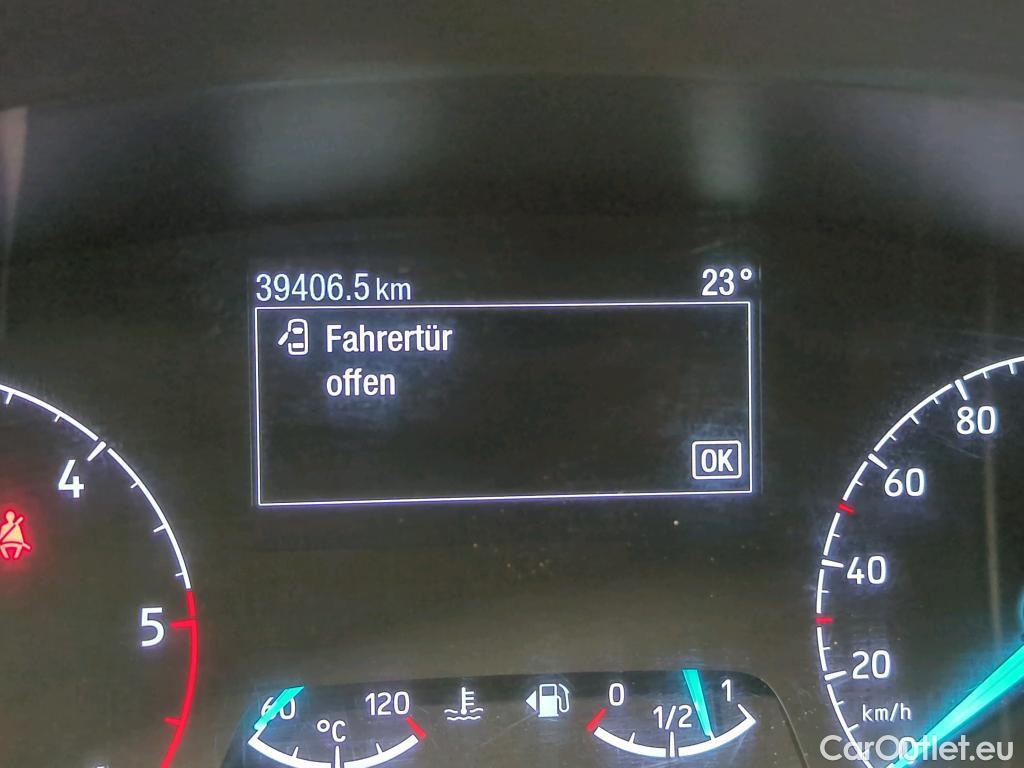 39406.5 km 23°
Fahrertür
offen
OK
4
5
80
60
40
20
km/h
60 120
°C
0 1/2 1
CarOutlet.eu